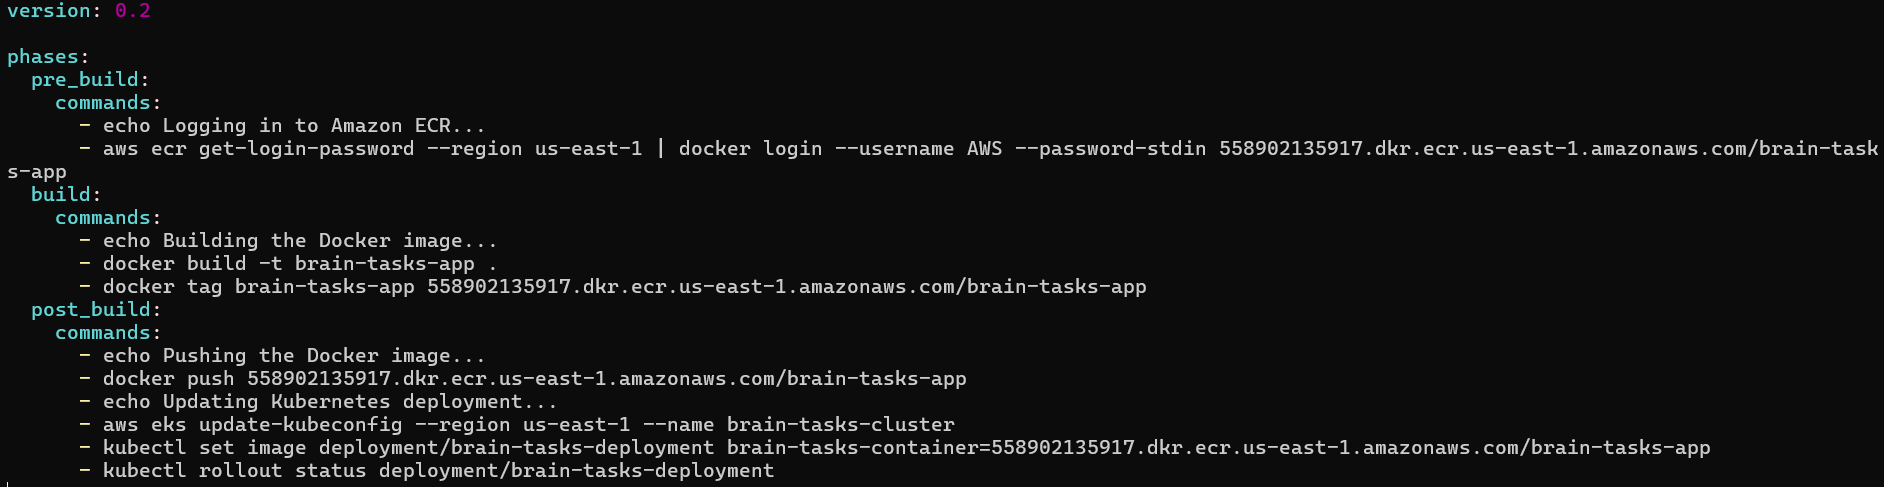 version: 0.2

phases:
  pre_build:
    commands:
      - echo Logging in to Amazon ECR...
      - aws ecr get-login-password --region us-east-1 | docker login --username AWS --password-stdin 558902135917.dkr.ecr.us-east-1.amazonaws.com/brain-task
s-app
  build:
    commands:
      - echo Building the Docker image...
      - docker build -t brain-tasks-app .
      - docker tag brain-tasks-app 558902135917.dkr.ecr.us-east-1.amazonaws.com/brain-tasks-app
  post_build:
    commands:
      - echo Pushing the Docker image...
      - docker push 558902135917.dkr.ecr.us-east-1.amazonaws.com/brain-tasks-app
      - echo Updating Kubernetes deployment...
      - aws eks update-kubeconfig --region us-east-1 --name brain-tasks-cluster
      - kubectl set image deployment/brain-tasks-deployment brain-tasks-container=558902135917.dkr.ecr.us-east-1.amazonaws.com/brain-tasks-app
      - kubectl rollout status deployment/brain-tasks-deployment